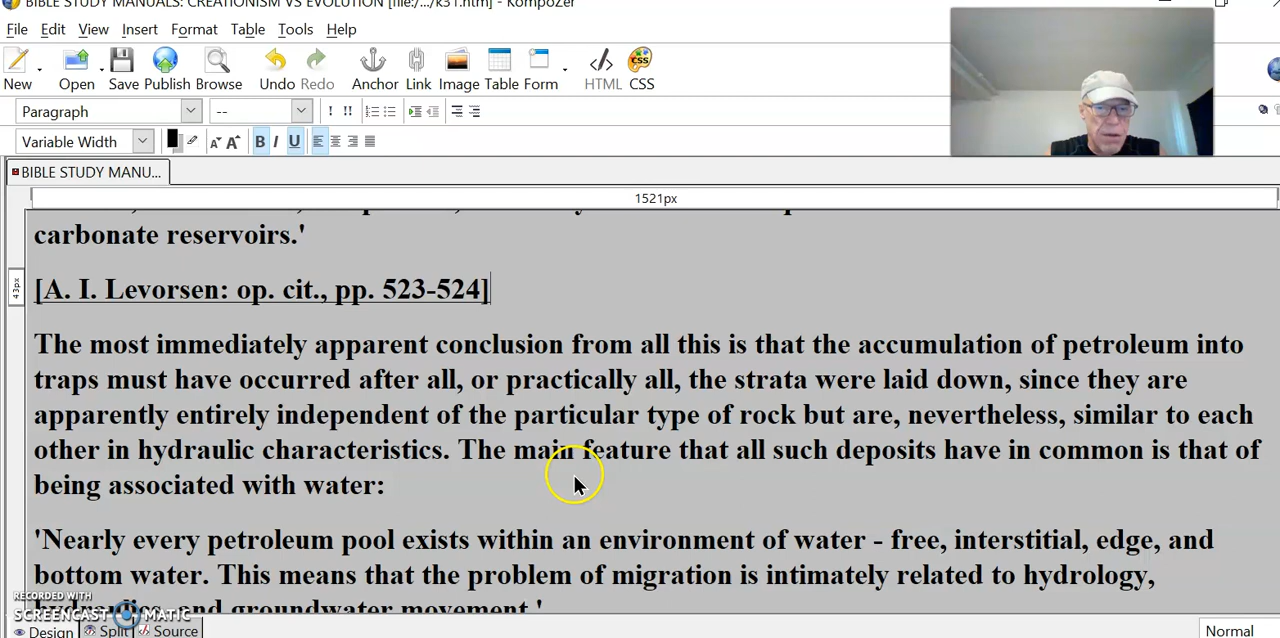 BIBLE STUDY MANUALS: CREATIONISM VS EVOLUTION [file:/.../k31.htm] - KompoZer
File Edit View Insert Format Table Tools Help
New Open Save Publish Browse Undo Redo Anchor Link Image Table Form HTML CSS
Paragraph -- ! !!
Variable Width A A B I U
BIBLE STUDY MANU...
1521px
carbonate reservoirs.'
43px
[A. I. Levorsen: op. cit., pp. 523-524]
The most immediately apparent conclusion from all this is that the accumulation of petroleum into
traps must have occurred after all, or practically all, the strata were laid down, since they are
apparently entirely independent of the particular type of rock but are, nevertheless, similar to each
other in hydraulic characteristics. The main feature that all such deposits have in common is that of
being associated with water:
'Nearly every petroleum pool exists within an environment of water - free, interstitial, edge, and
bottom water. This means that the problem of migration is intimately related to hydrology,
and groundwater movement.'
RECORDED WITH
SCREENCAST MATIC
Design Split Source Normal